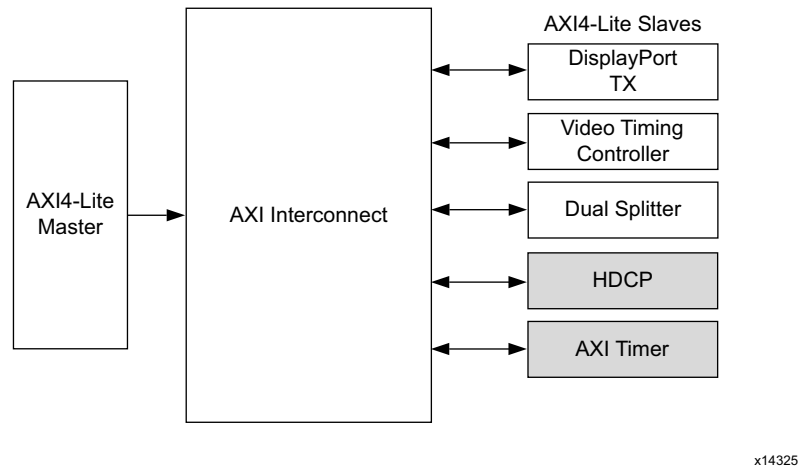 AXI4-Lite Slaves
DisplayPort
TX
Video Timing
Controller
AXI4-Lite
Master
AXI Interconnect
Dual Splitter
HDCP
AXI Timer
x14325